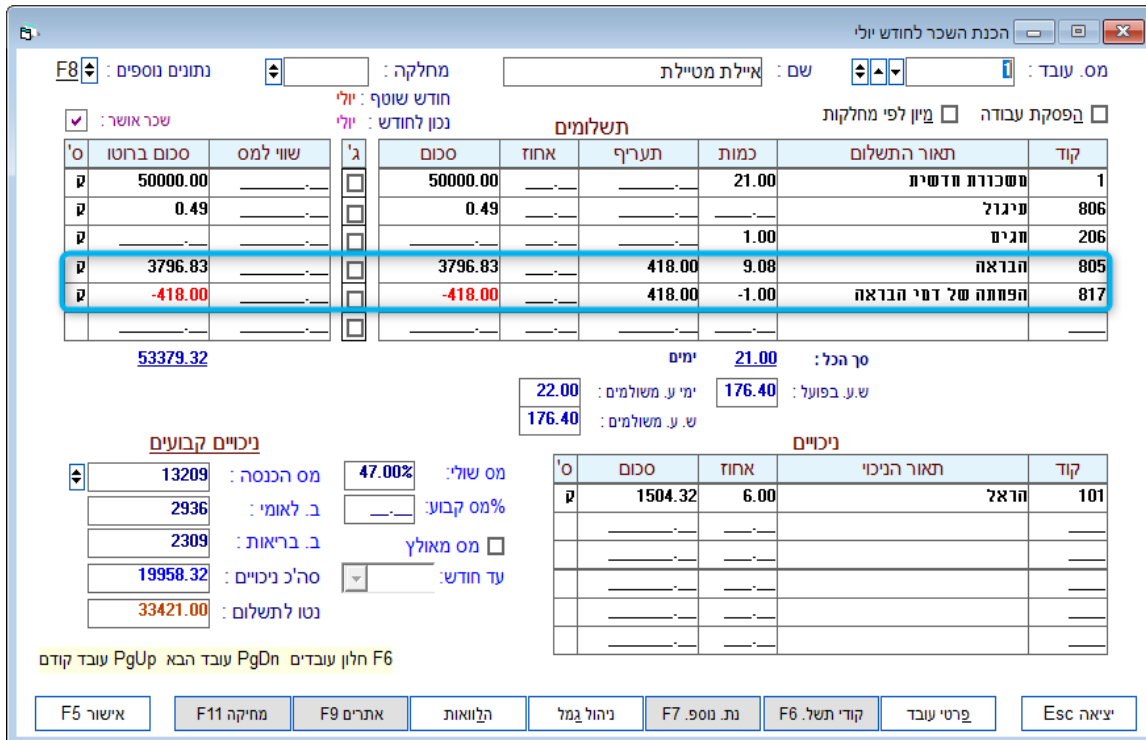 הכנת השכר לחודש יולי
מס. עובד : 1 שם : איילת מטיילת מחלקה : נתונים נוספים : F8
חודש שוטף : יולי
הפסקת עבודה מיון לפי מחלקות נכון לחודש : יולי שכר אושר :
תשלומים
קוד תאור התשלום כמות תעריף אחוז סכום ג' שווי למס סכום ברוטו ס'
1 משכורת חדשית 21.00 50000.00 50000.00 ק
806 עיגול 0.49 0.49 ק
206 חגים 1.00 ק
805 הבראה 9.08 418.00 3796.83 3796.83 ק
817 הפחתה של דמי הבראה -1.00 418.00 -418.00 -418.00 ק
סך הכל : 21.00 ימים 53379.32
ש.ע. בפועל : 176.40 ימי ע. משולמים : 22.00
ש. ע. משולמים : 176.40
ניכויים
קוד תאור הניכוי אחוז סכום ס'
101 הראל 6.00 1504.32 ק
ניכויים קבועים
מס שולי: 47.00% מס הכנסה : 13209
%מס קבוע: ב. לאומי : 2936
מס מאולץ ב. בריאות : 2309
עד חודש: סה'כ ניכויים : 19958.32
נטו לתשלום : 33421.00
F6 חלון עובדים PgDn עובד הבא PgUp עובד קודם
יציאה Esc פרטי עובד קודי תשל. F6 נת. נוספ. F7 ניהול גמל הלוואות אתרים F9 מחיקה F11 אישור F5